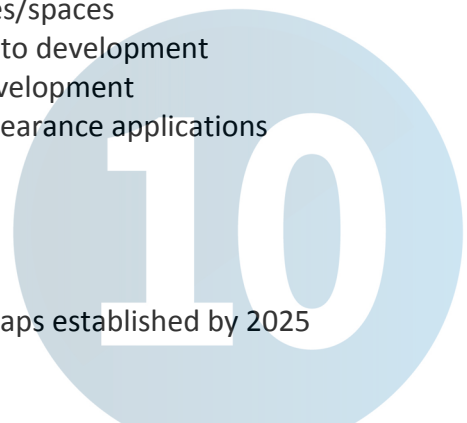 es/spaces
to development
velopment
earance applications
10
aps established by 2025